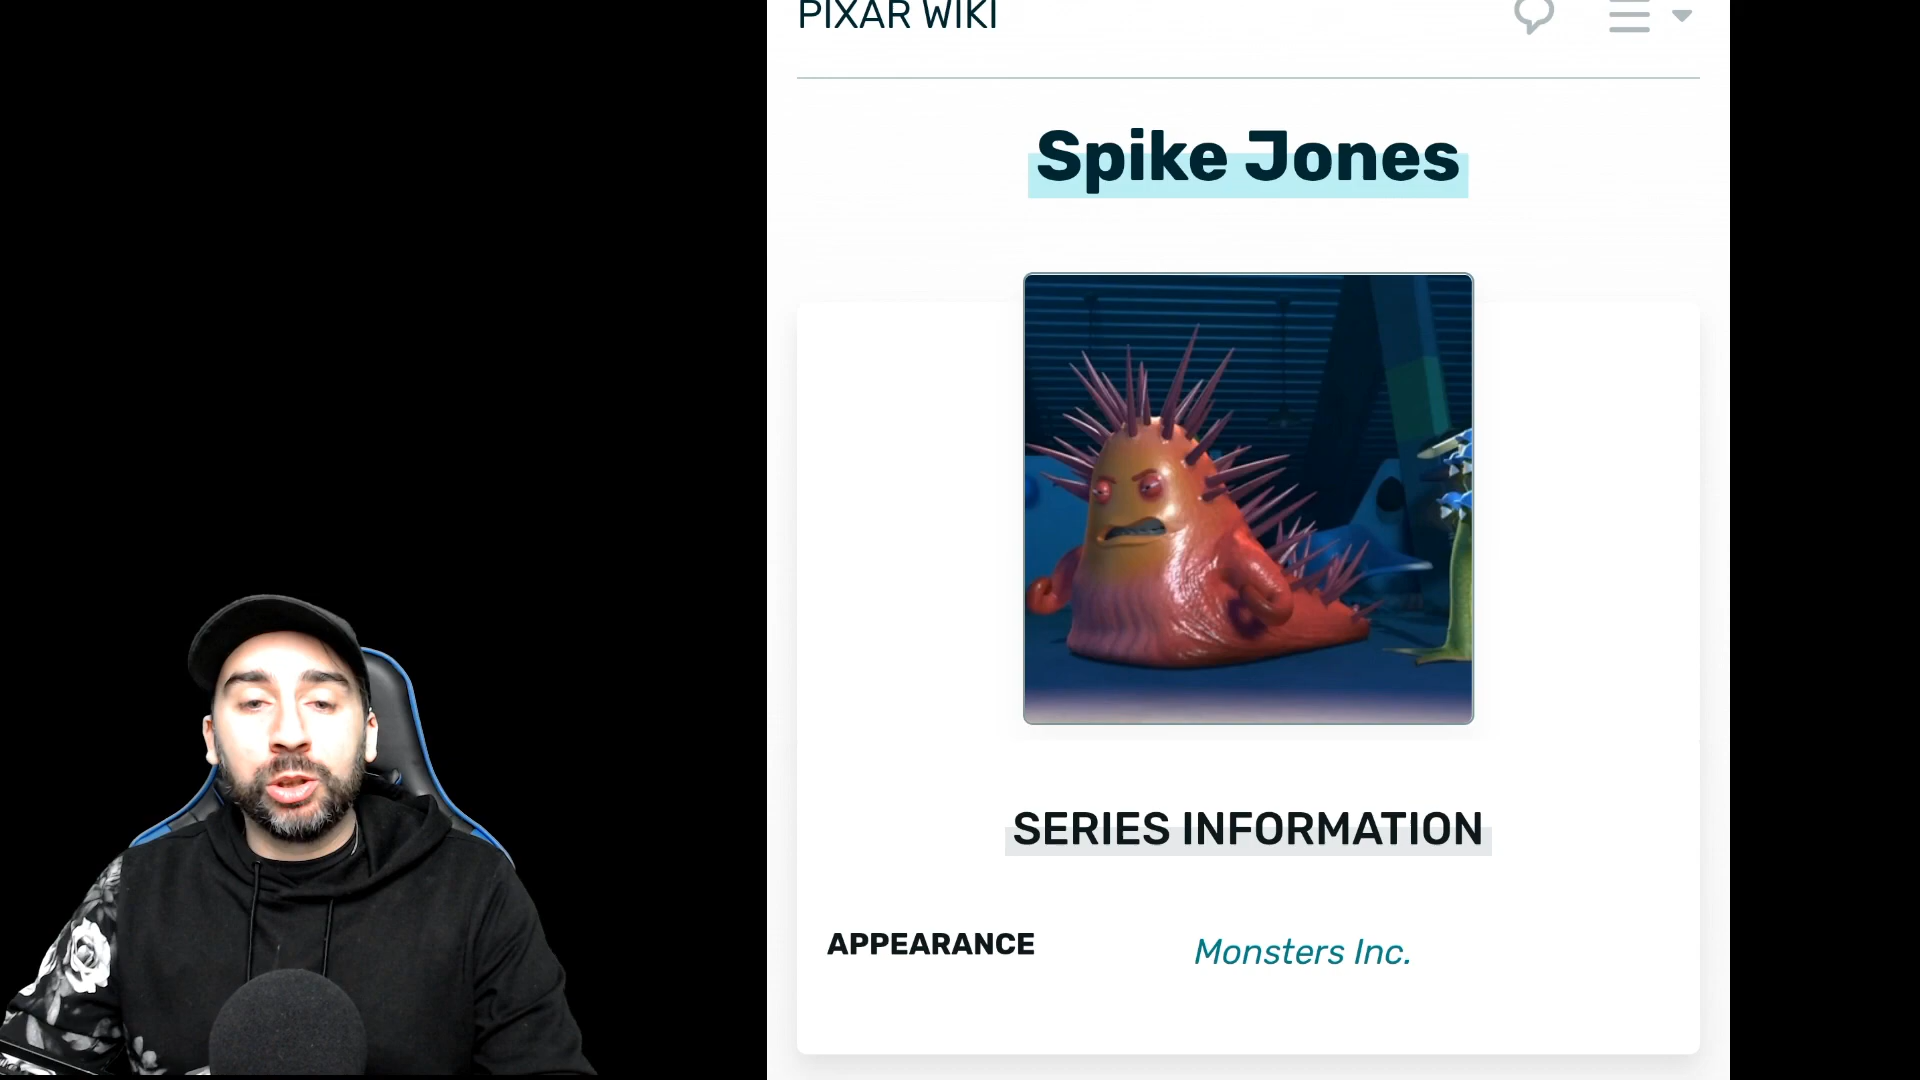 PIXAR WIKI
Spike Jones
SERIES INFORMATION
APPEARANCE
Monsters Inc.